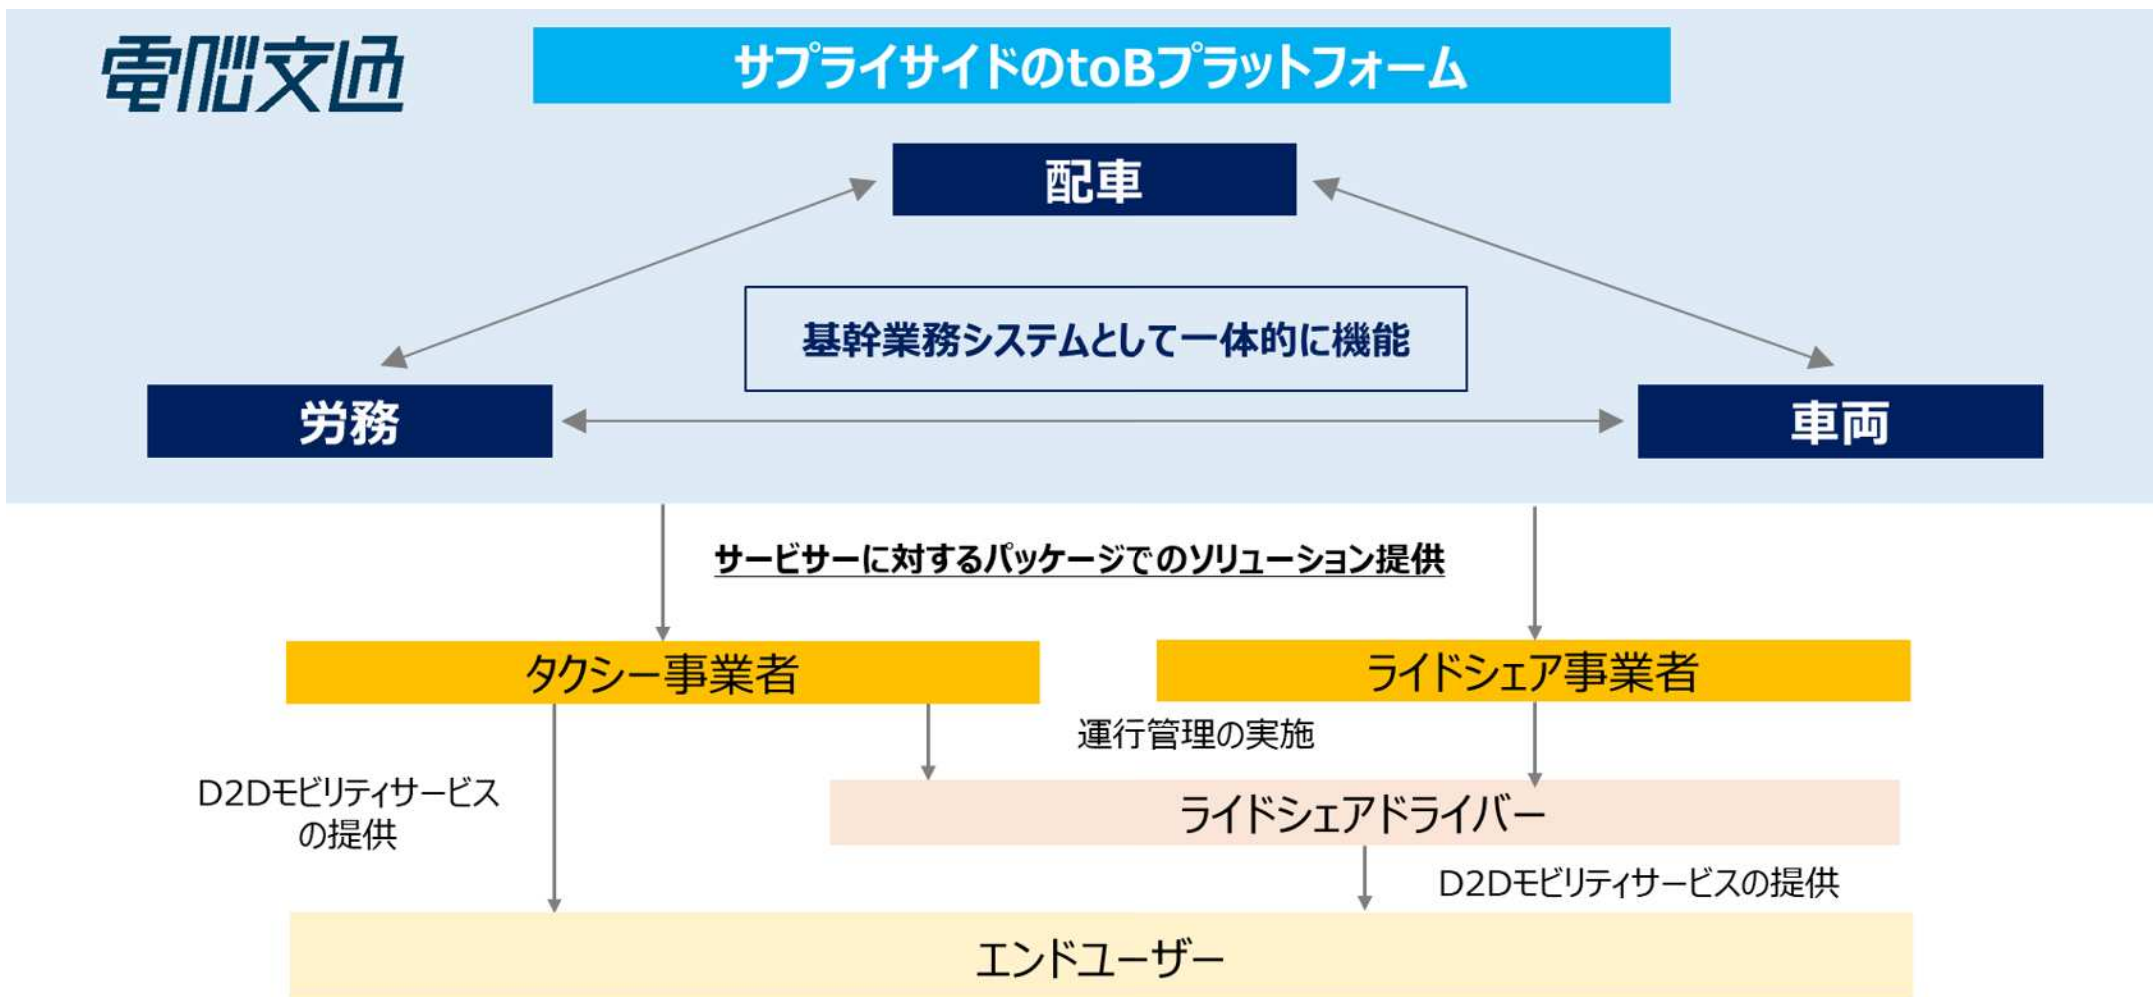 電脳交通
サプライサイドのtoBプラットフォーム
配車
基幹業務システムとして一体的に機能
労務
車両
サービサーに対するパッケージでのソリューション提供
タクシー事業者
ライドシェア事業者
運行管理の実施
D2Dモビリティサービス
の提供
ライドシェアドライバー
D2Dモビリティサービスの提供
エンドユーザー